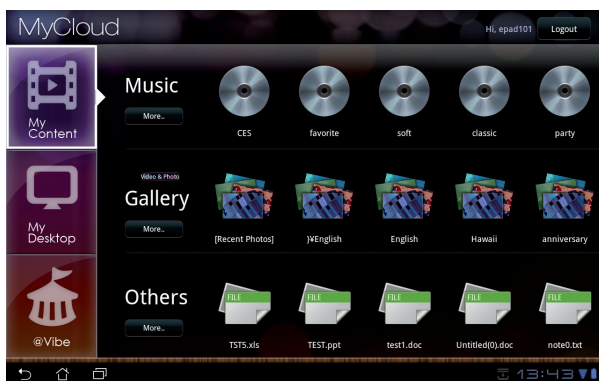 MyCloud
Hi, epad101
Logout
My
Content
Music
More..
CES
favorite
soft
classic
party
My
Desktop
Video & Photo
Gallery
More..
[Recent Photos]
)¥English
English
Hawaii
anniversary
@Vibe
Others
More..
FILE
FILE
FILE
FILE
FILE
TST5.xls
TEST.ppt
test1.doc
Untitled(0).doc
note0.txt
13:43